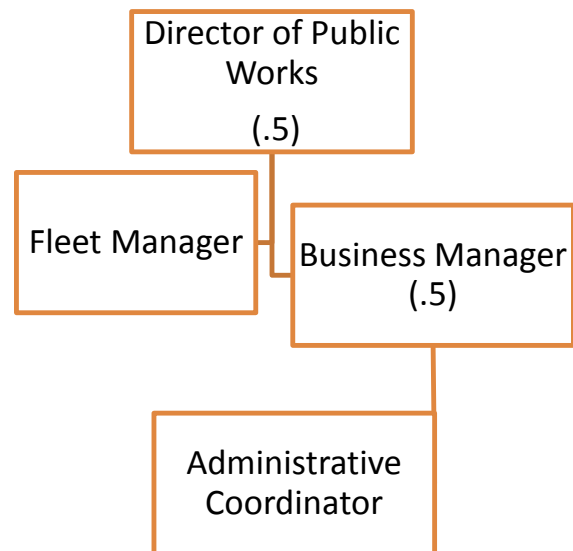 Director of Public
Works
(.5)
Fleet Manager
Business Manager
(.5)
Administrative
Coordinator